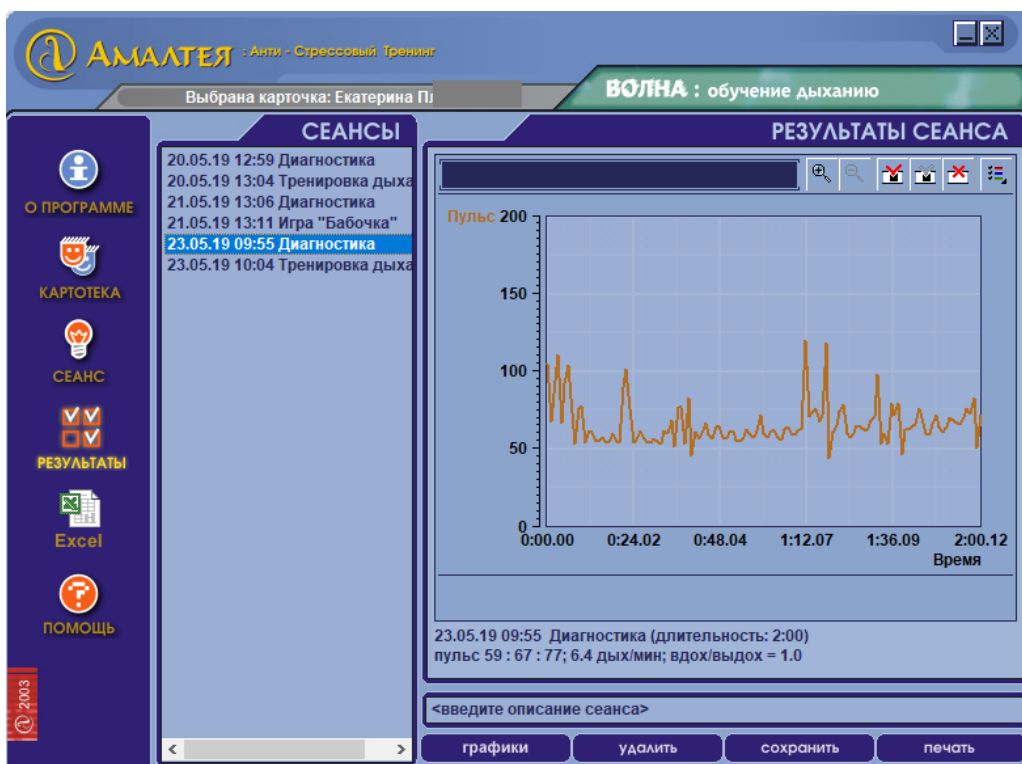 АМАЛТЕЯ : Анти - Стрессовый Тренинг
Выбрана карточка: Екатерина
ВОЛНА : обучение дыханию
О ПРОГРАММЕ
КАРТОТЕКА
СЕАНС
РЕЗУЛЬТАТЫ
Excel
ПОМОЩЬ
@ 2003
СЕАНСЫ
20.05.19 12:59 Диагностика
20.05.19 13:04 Тренировка дыха
21.05.19 13:06 Диагностика
21.05.19 13:11 Игра "Бабочка"
23.05.19 09:55 Диагностика
23.05.19 10:04 Тренировка дыха
РЕЗУЛЬТАТЫ СЕАНСА
Пульс 200
150
100
50
0
0:00.00 0:24.02 0:48.04 1:12.07 1:36.09 2:00.12
Время
23.05.19 09:55 Диагностика (длительность: 2:00)
пульс 59 : 67 : 77; 6.4 дых/мин; вдох/выдох = 1.0
<введите описание сеанса>
графики удалить сохранить печать